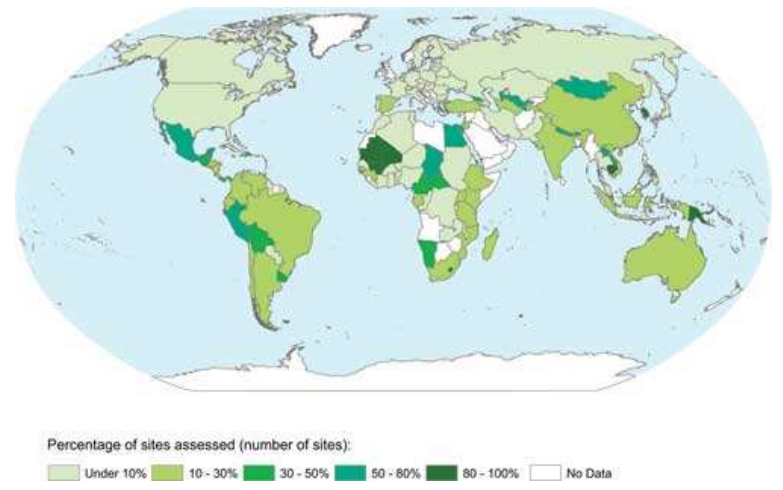 Percentage of sites assessed (number of sites):
Under 10% 10 - 30% 30 - 50% 50 - 80% 80 - 100% No Data